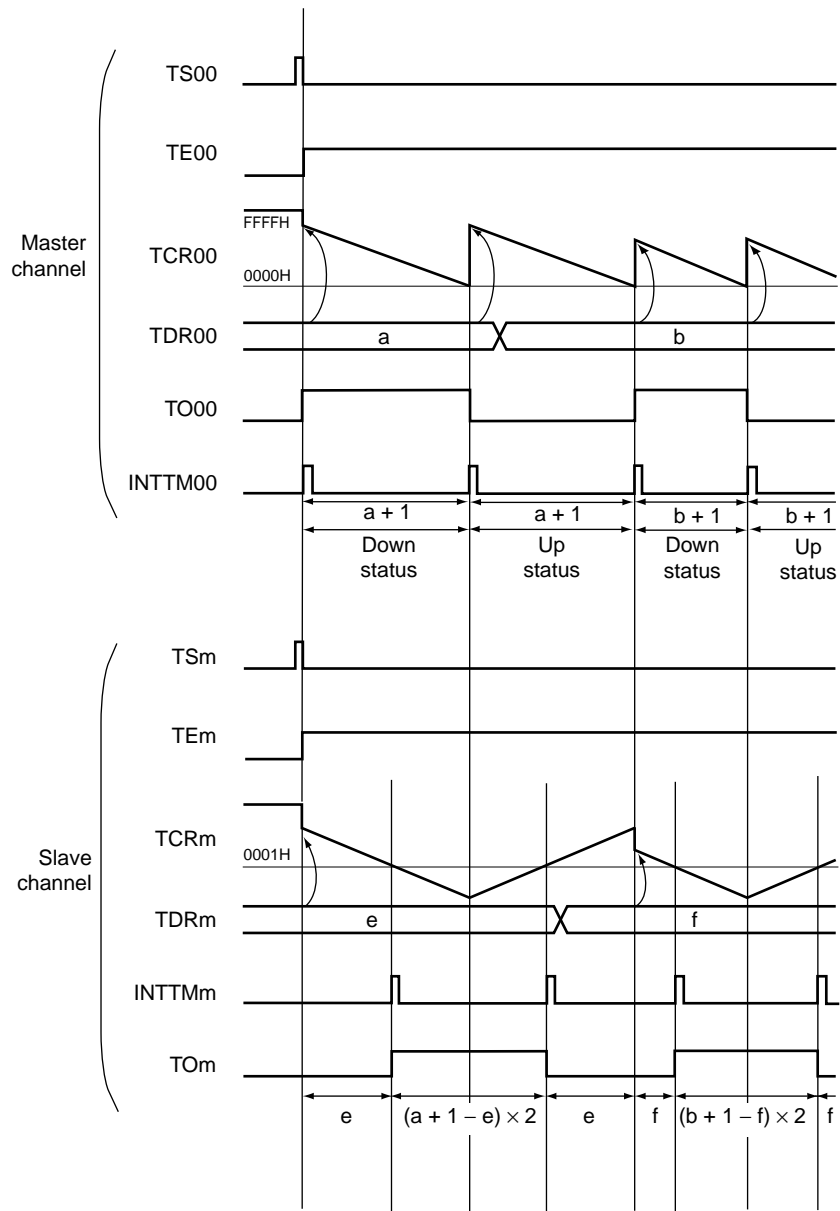 TS00
TE00
FFFFH
Master
channel
TCR00
0000H
TDR00
a
b
TO00
INTTM00
a + 1
a + 1
b + 1
b + 1
Down
status
Up
status
Down
status
Up
status
TSm
TEm
TCRm
0001H
Slave
channel
TDRm
e
f
INTTMm
TOm
e
(a + 1 – e) × 2
e
f
(b + 1 – f) × 2
f